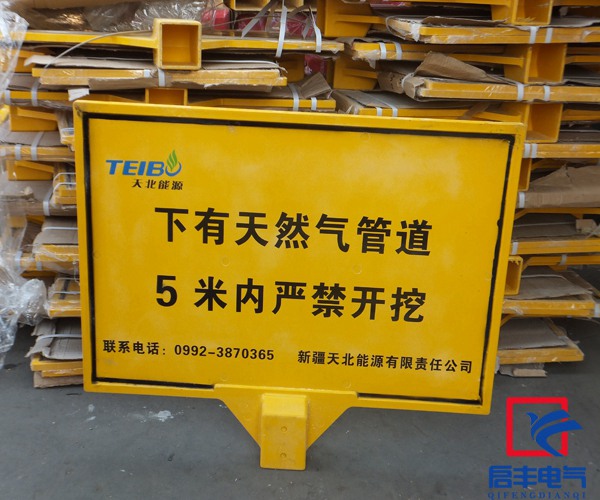 TEIBO
天北能源
下有天然气管道
5 米内严禁开挖
联系电话：0992-3870365 新疆天北能源有限责任公司
启丰电气
QIFENGDIANQI